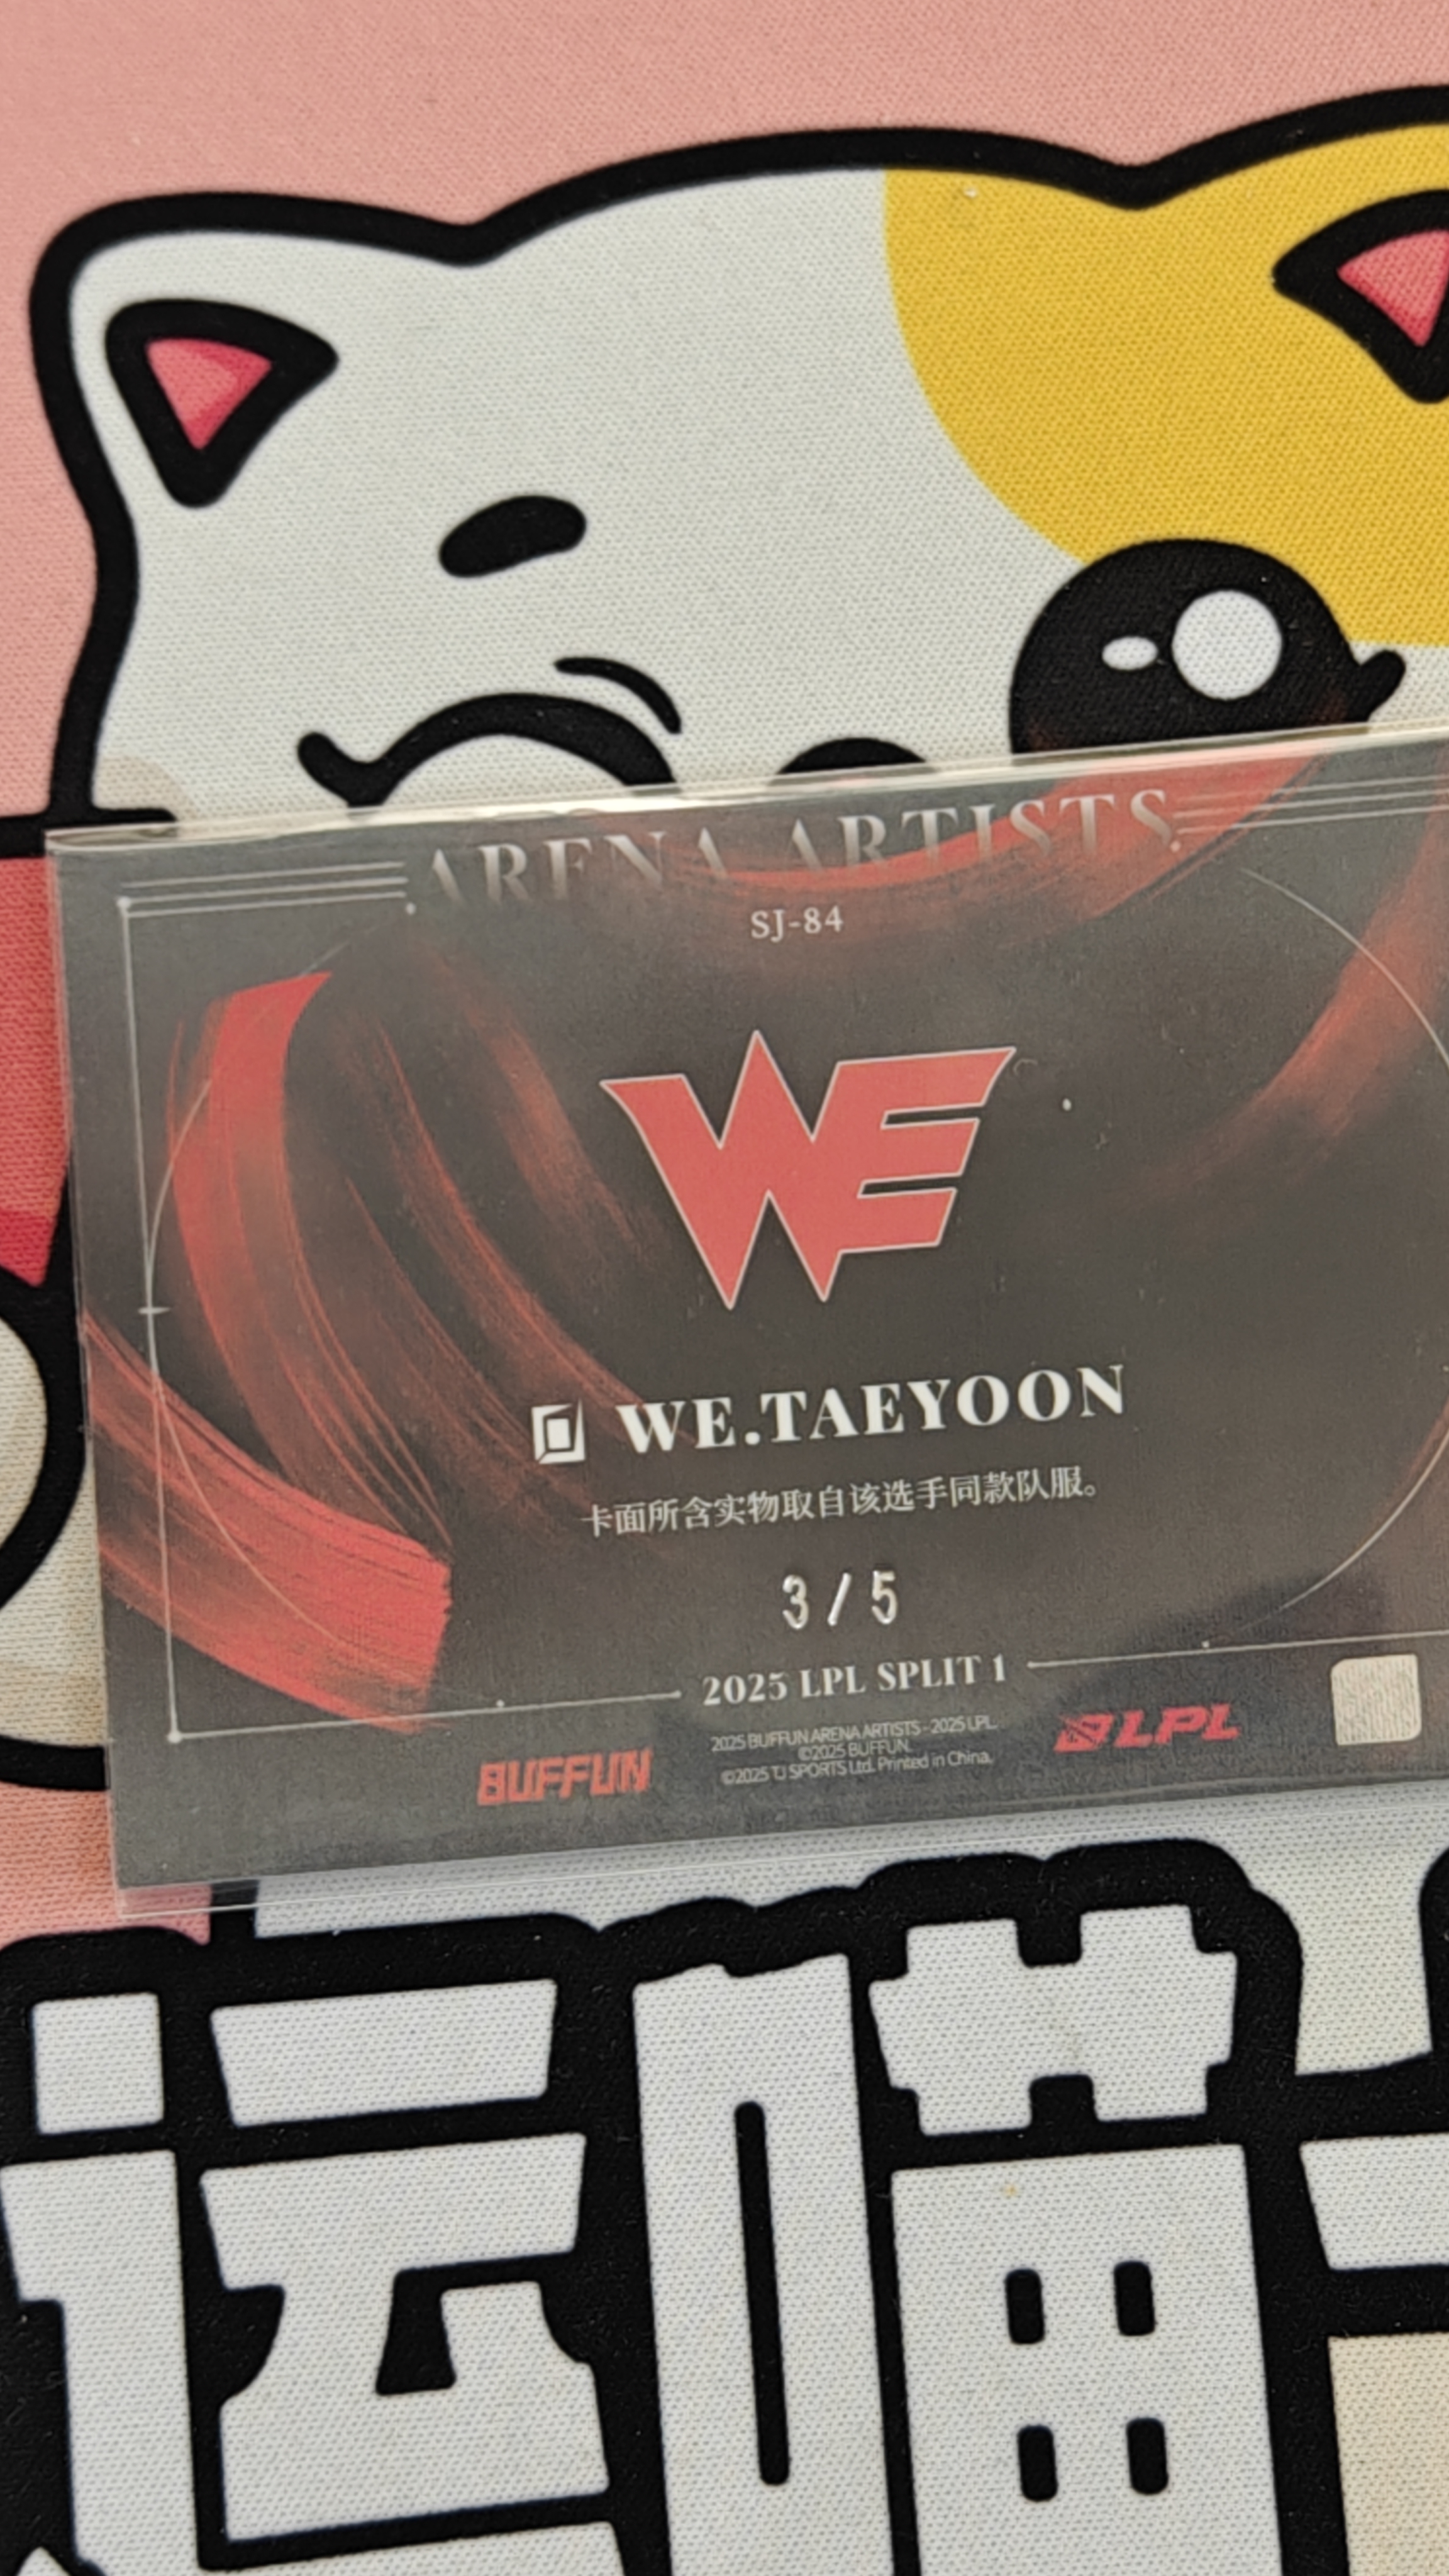 ARENA ARTISTS
SJ-84
WE
WE.TAEYOON
卡面所含实物取自该选手同款队服。
3/5
2025 LPL SPLIT 1
BUFFUN
2025 BUFFUN ARENA ARTISTS - 2025 LPL.
©2025 BUFFUN.
©2025 TJ SPORTS Ltd. Printed in China.
LPL
运喵